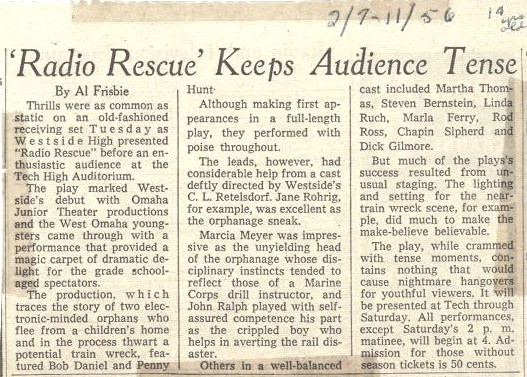 2/7-11/56
14
yrs
old
'Radio Rescue' Keeps Audience Tense
By Al Frisbie
Thrills were as common as
static on an old-fashioned
receiving set Tuesday as
Westside High presented
"Radio Rescue" before an en-
thusiastic audience at the
Tech High Auditorium.
The play marked West-
side's debut with Omaha
Junior Theater productions
and the West Omaha young-
sters came through with a
performance that provided a
magic carpet of dramatic de-
light for the grade school-
aged spectators.
The production, which
traces the story of two elec-
tronic-minded orphans who
flee from a children's home
and in the process thwart a
potential train wreck, fea-
tured Bob Daniel and Penny
Hunt.
Although making first ap-
pearances in a full-length
play, they performed with
poise throughout.
The leads, however, had
considerable help from a cast
deftly directed by Westside's
C. L. Retelsdorf. Jane Rohrig,
for example, was excellent as
the orphanage sneak.
Marcia Meyer was impres-
sive as the unyielding head
of the orphanage whose dis-
ciplinary instincts tended to
reflect those of a Marine
Corps drill instructor, and
John Ralph played with self-
assured competence his part
as the crippled boy who
helps in averting the rail dis-
aster.
Others in a well-balanced
cast included Martha Thom-
as, Steven Bernstein, Linda
Ruch, Marla Ferry, Rod
Ross, Chapin Sipherd and
Dick Gilmore.
But much of the plays's
success resulted from un-
usual staging. The lighting
and setting for the near-
train wreck scene, for exam-
ple, did much to make the
make-believe believable.
The play, while crammed
with tense moments, con-
tains nothing that would
cause nightmare hangovers
for youthful viewers. It will
be presented at Tech through
Saturday. All performances,
except Saturday's 2 p. m.
matinee, will begin at 4. Ad-
mission for those without
season tickets is 50 cents.